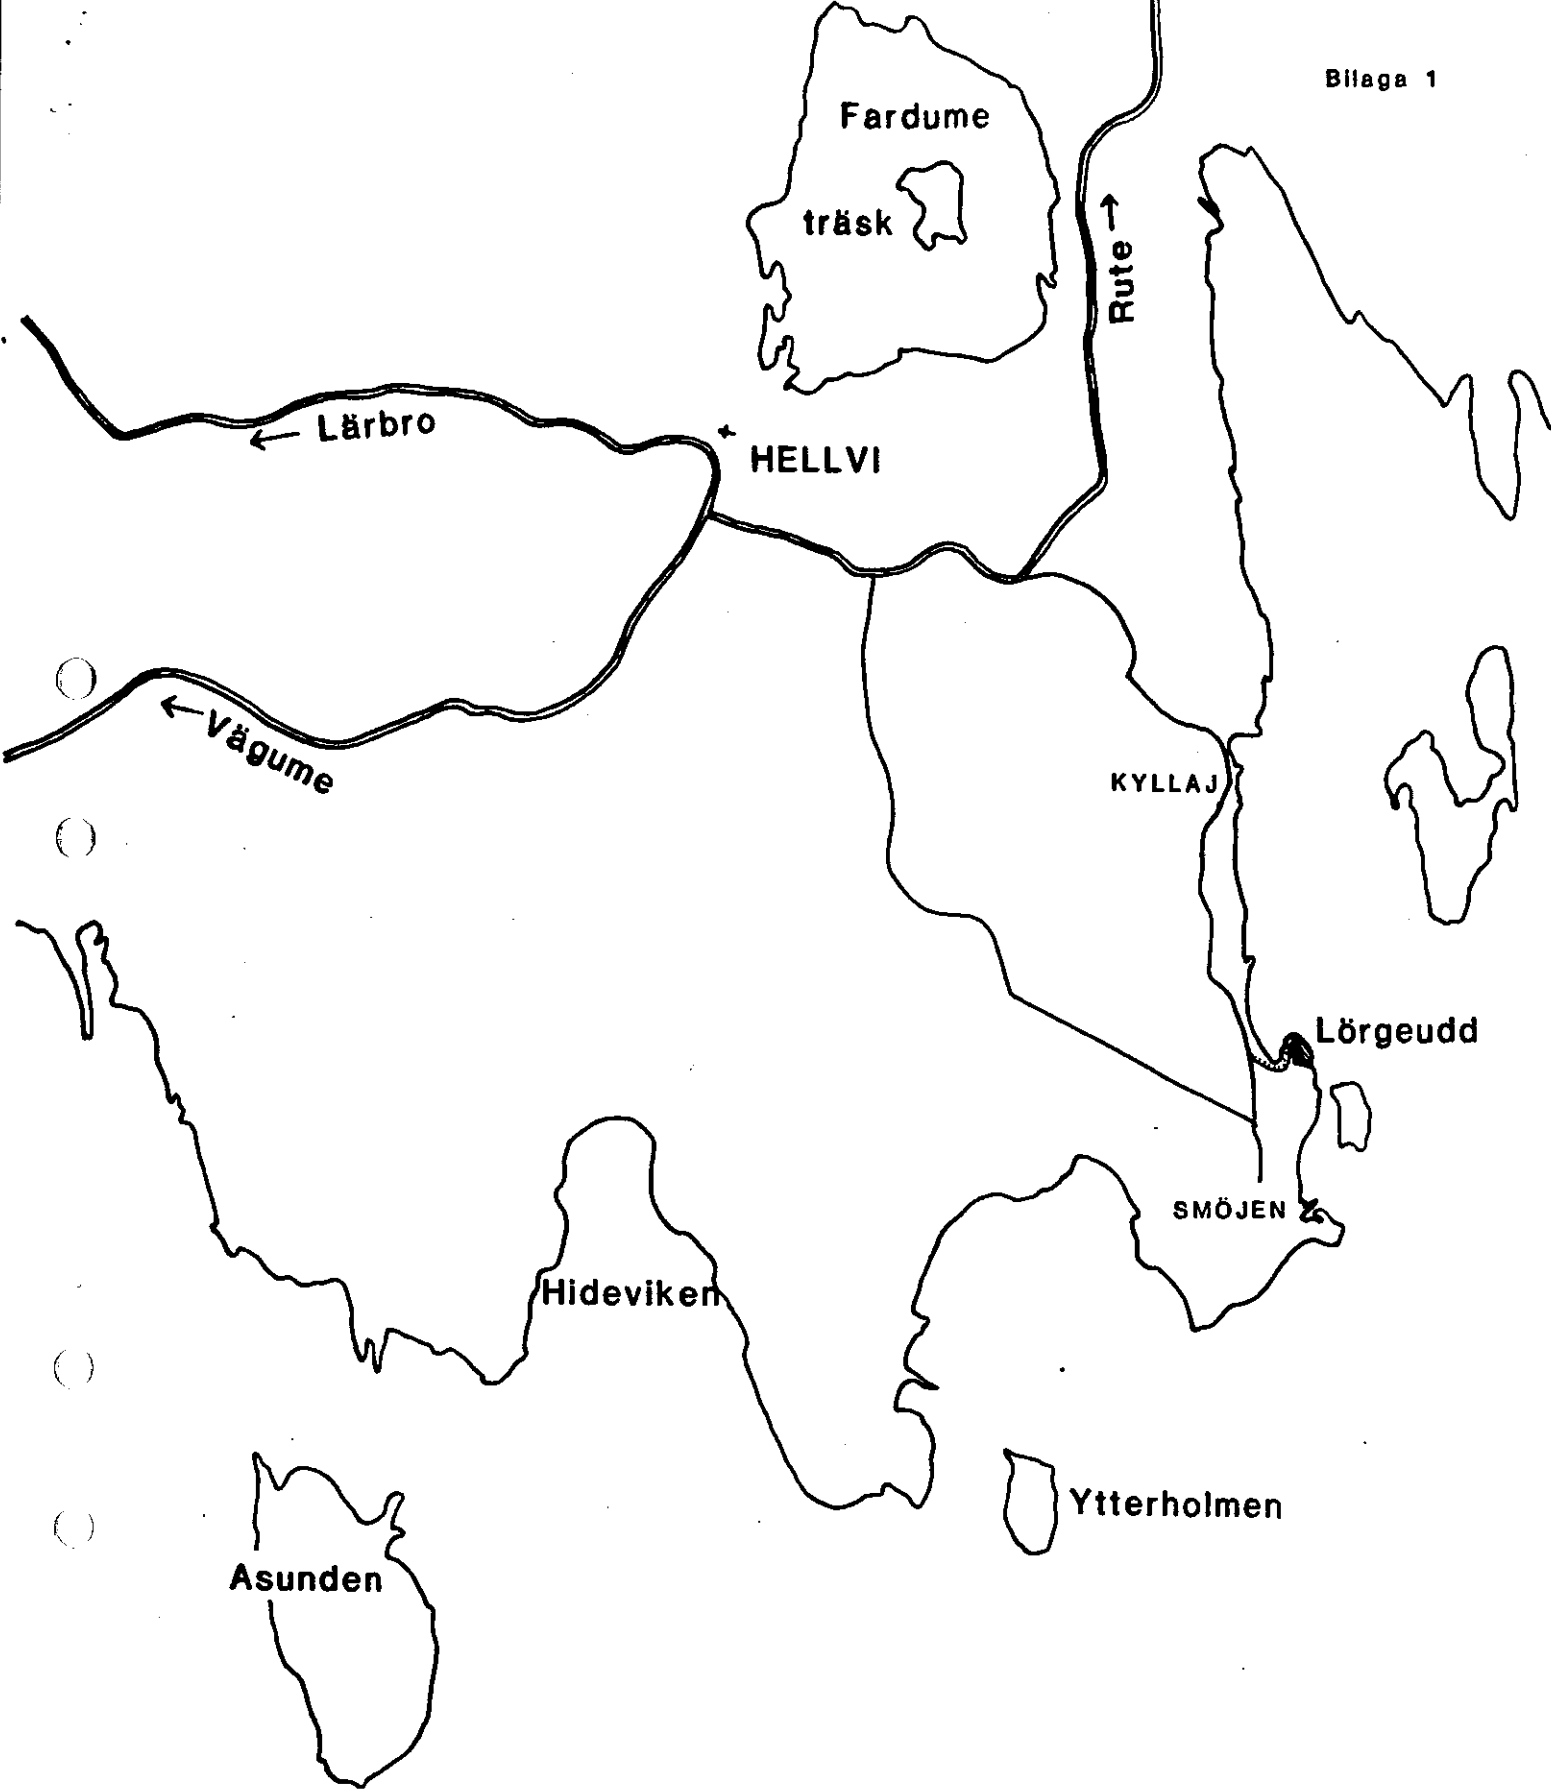 Bilaga 1
Fardume
träsk
Rute
Lärbro
HELLVI
Vägume
KYLLAJ
Lörgeudd
SMÖJEN
Hideviken
Ytterholmen
Asunden